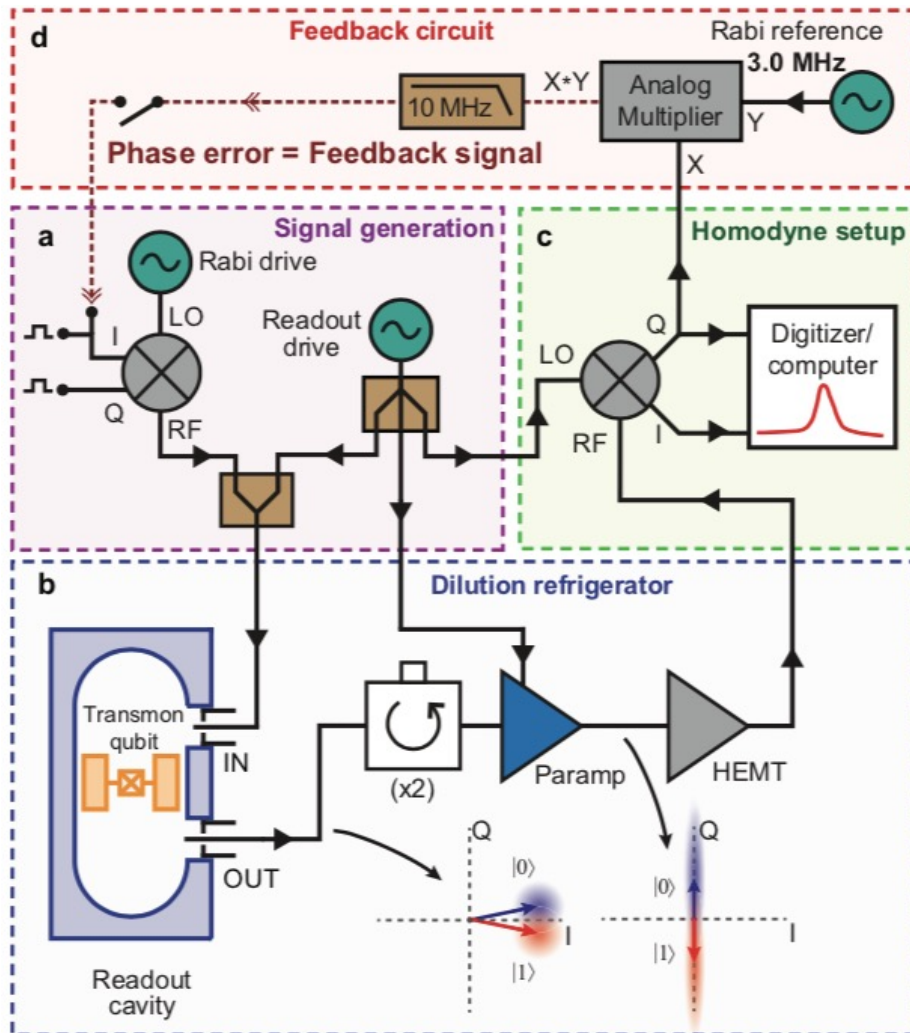 d
Feedback circuit
Rabi reference
3.0 MHz
10 MHz
X*Y
Analog
Multiplier
Y
X
Phase error = Feedback signal
a
Signal generation
Rabi drive
LO
I
Q
RF
Readout
drive
c
Homodyne setup
LO
Q
RF
I
Digitizer/
computer
b
Dilution refrigerator
Transmon
qubit
IN
OUT
Readout
cavity
(x2)
Paramp
HEMT
Q
|0⟩
I
|1⟩
Q
|0⟩
I
|1⟩